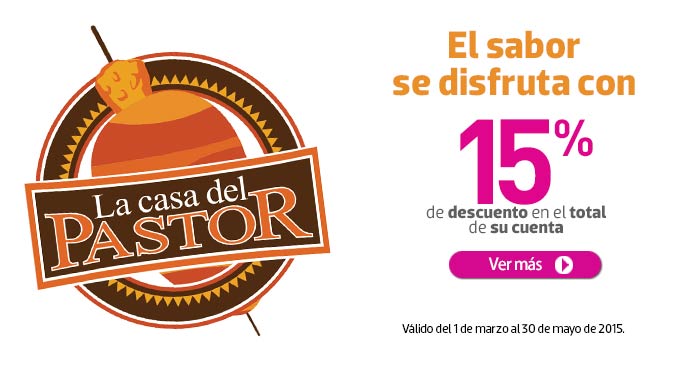 La casa del
PASTOR
El sabor
se disfruta con
15%
de descuento en el total
de su cuenta
Ver más
Válido del 1 de marzo al 30 de mayo de 2015.